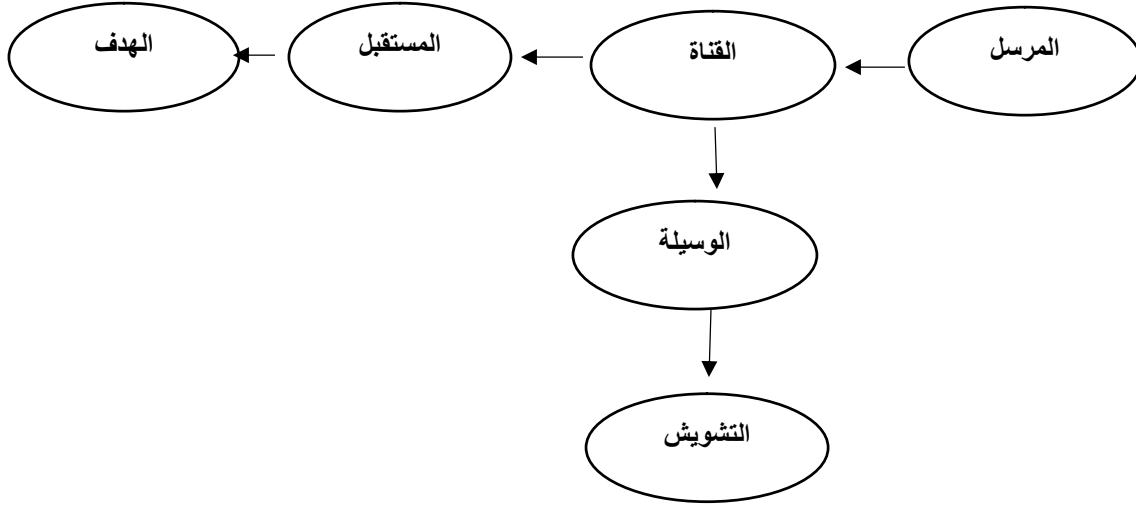 المرسل
القناة
المستقبل
الهدف
الوسيلة
التشويش